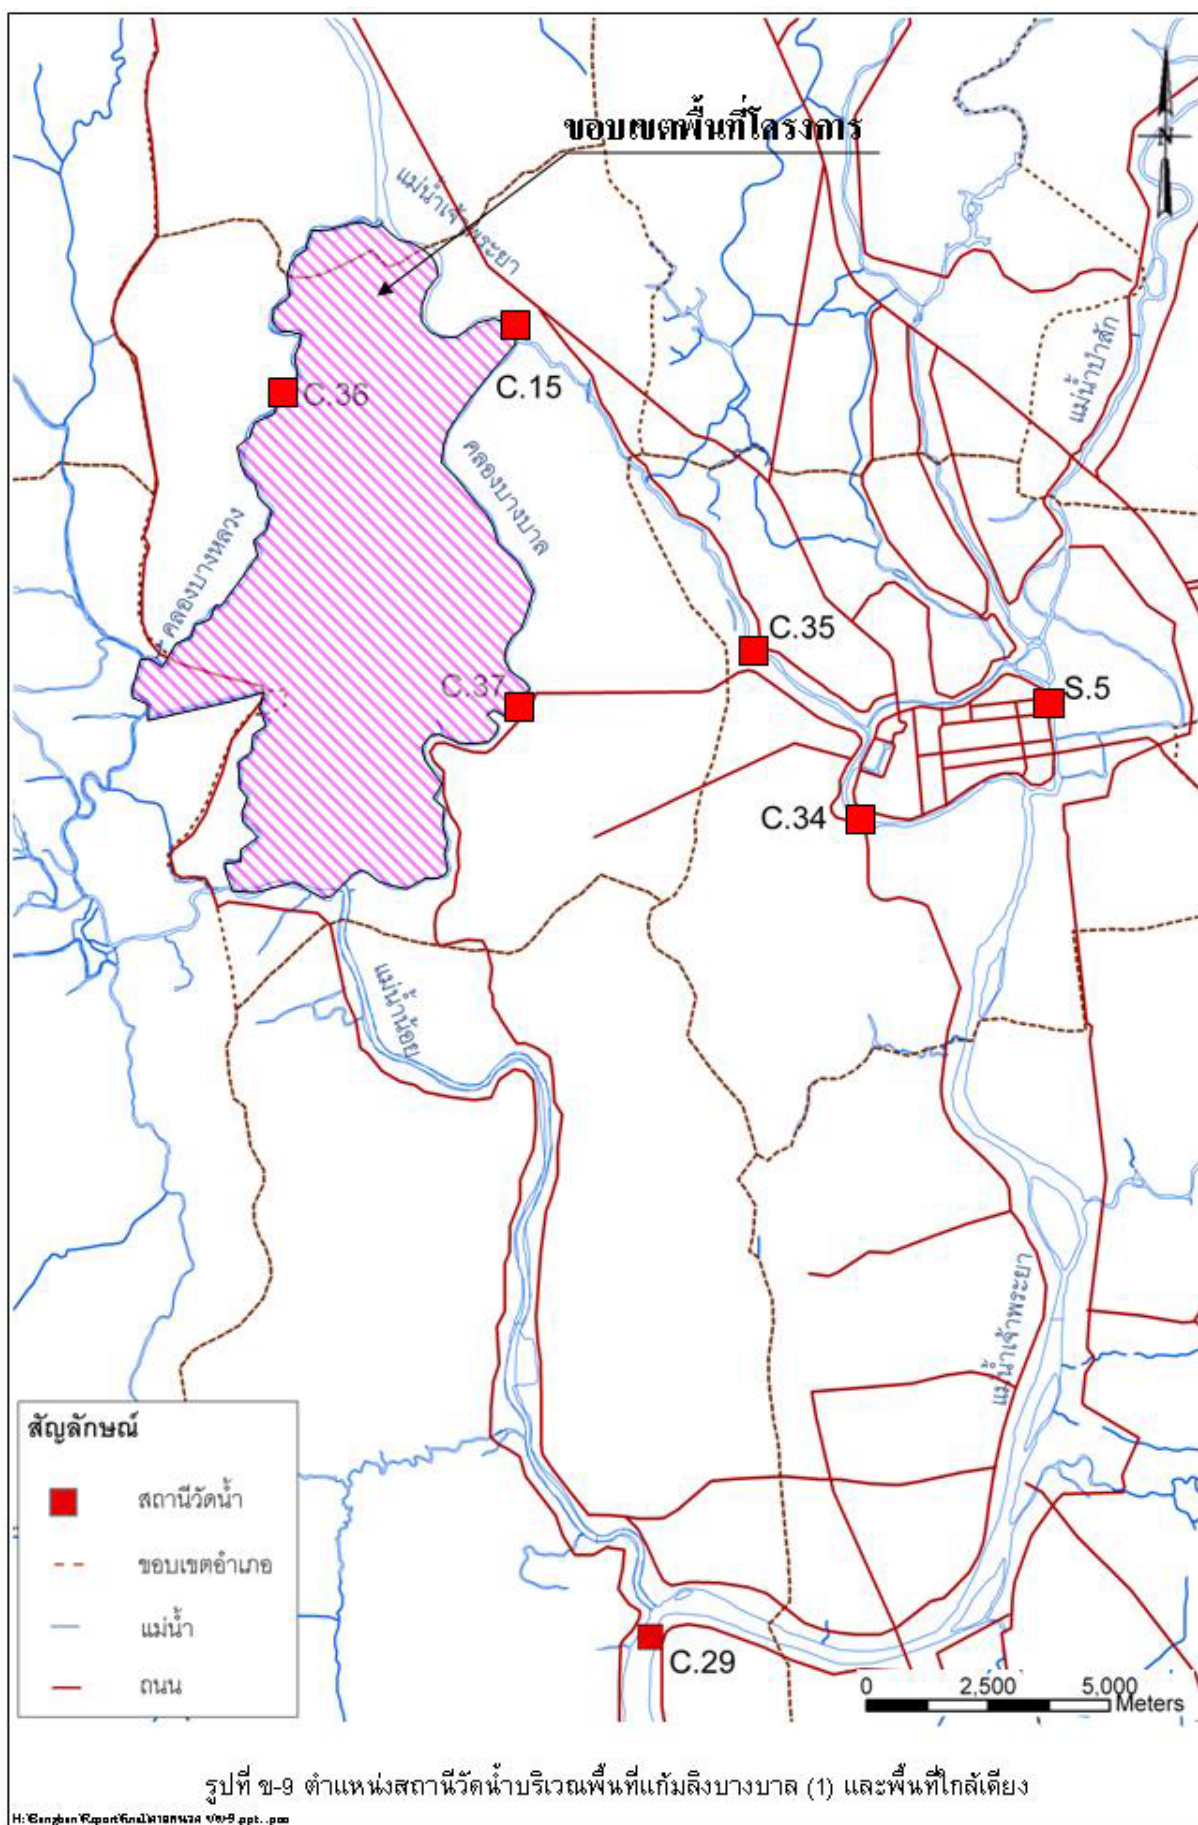 ขอบเขตพื้นที่โครงการ
แม่น้ำเจ้าพระยา
แม่น้ำป่าสัก
C.15
C.36
คลองบางบาล
คลองบางหลวง
C.35
C.37
S.5
C.34
แม่น้ำน้อย
แม่น้ำเจ้าพระยา
สัญลักษณ์
สถานีวัดน้ำ
ขอบเขตอำเภอ
แม่น้ำ
ถนน
C.29
0 2,500 5,000
Meters
N
รูปที่ ข-9 ตำแหน่งสถานีวัดน้ำบริเวณพื้นที่แก้มลิงบางบาล (1) และพื้นที่ใกล้เคียง